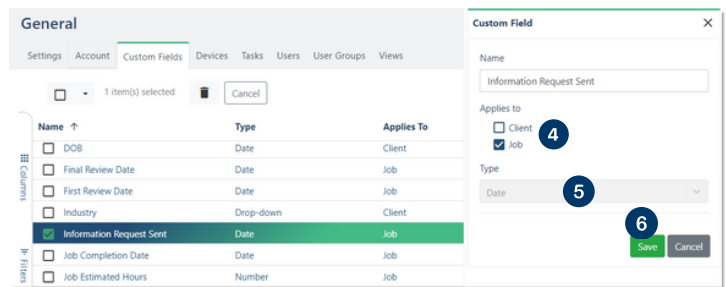 General
Settings Account Custom Fields Devices Tasks Users User Groups Views
1 item(s) selected Cancel
Columns
Filters
Name ↑ Type Applies To
DOB Date Client
Final Review Date Date Job
First Review Date Date Job
Industry Drop-down Client
Information Request Sent Date Job
Job Completion Date Date Job
Job Estimated Hours Number Job
Custom Field
Name
Information Request Sent
Applies to
Client
4
Job
Type
Date 5
6
Save Cancel